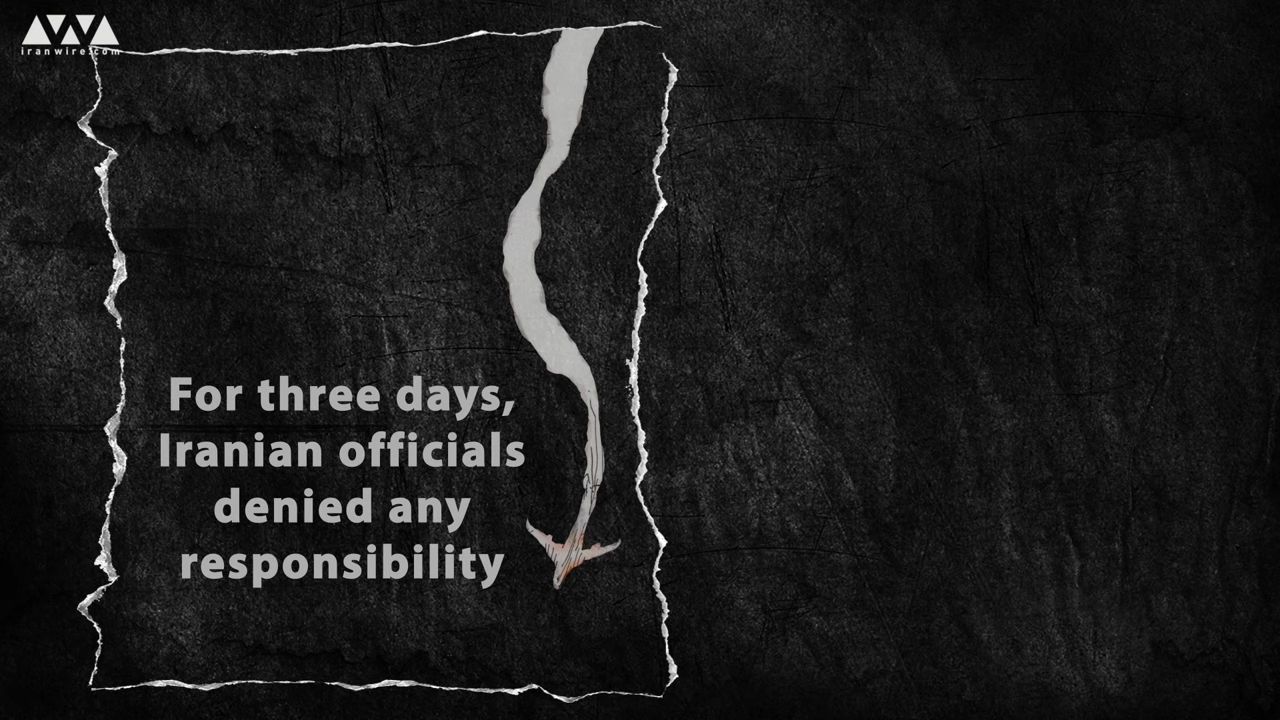 iranwire.com
For three days,
Iranian officials
denied any
responsibility